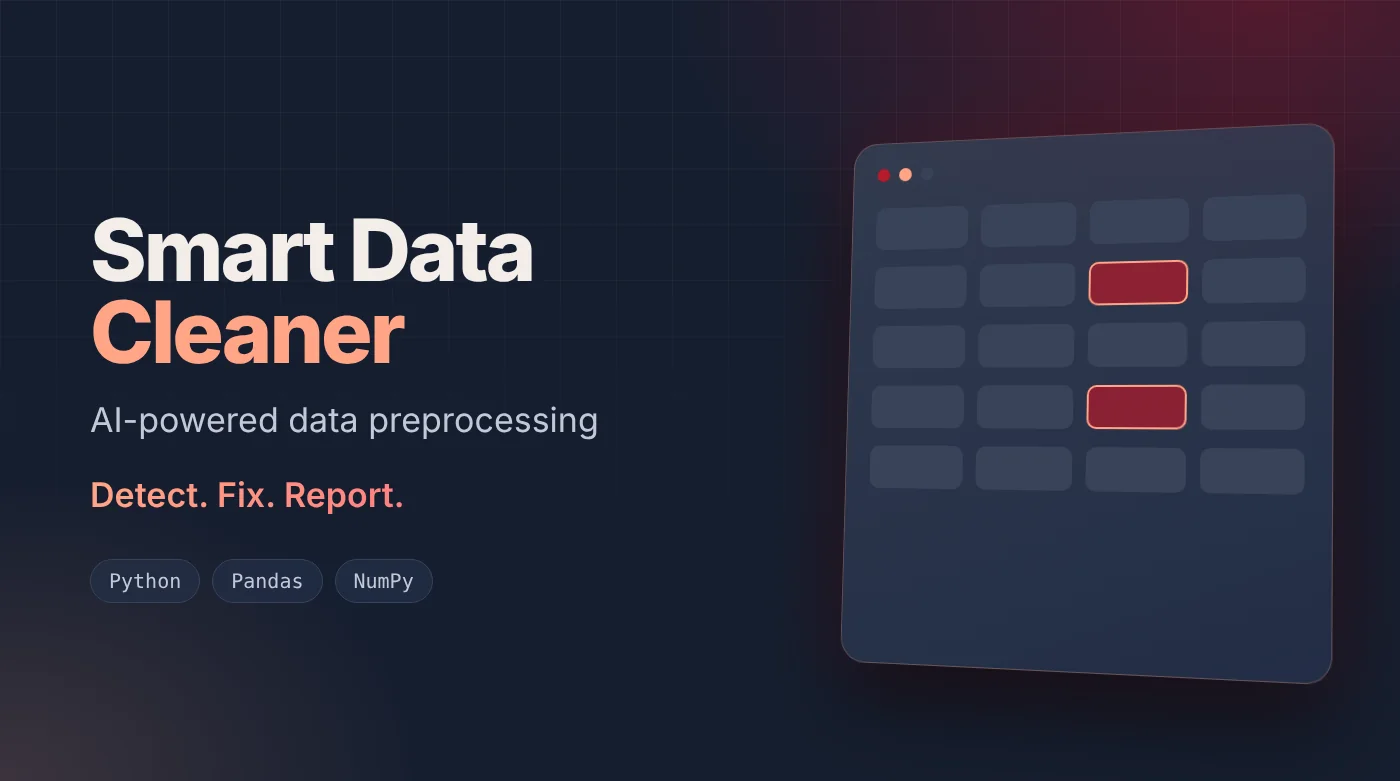 Smart Data
Cleaner
AI-powered data preprocessing
Detect. Fix. Report.
Python Pandas NumPy